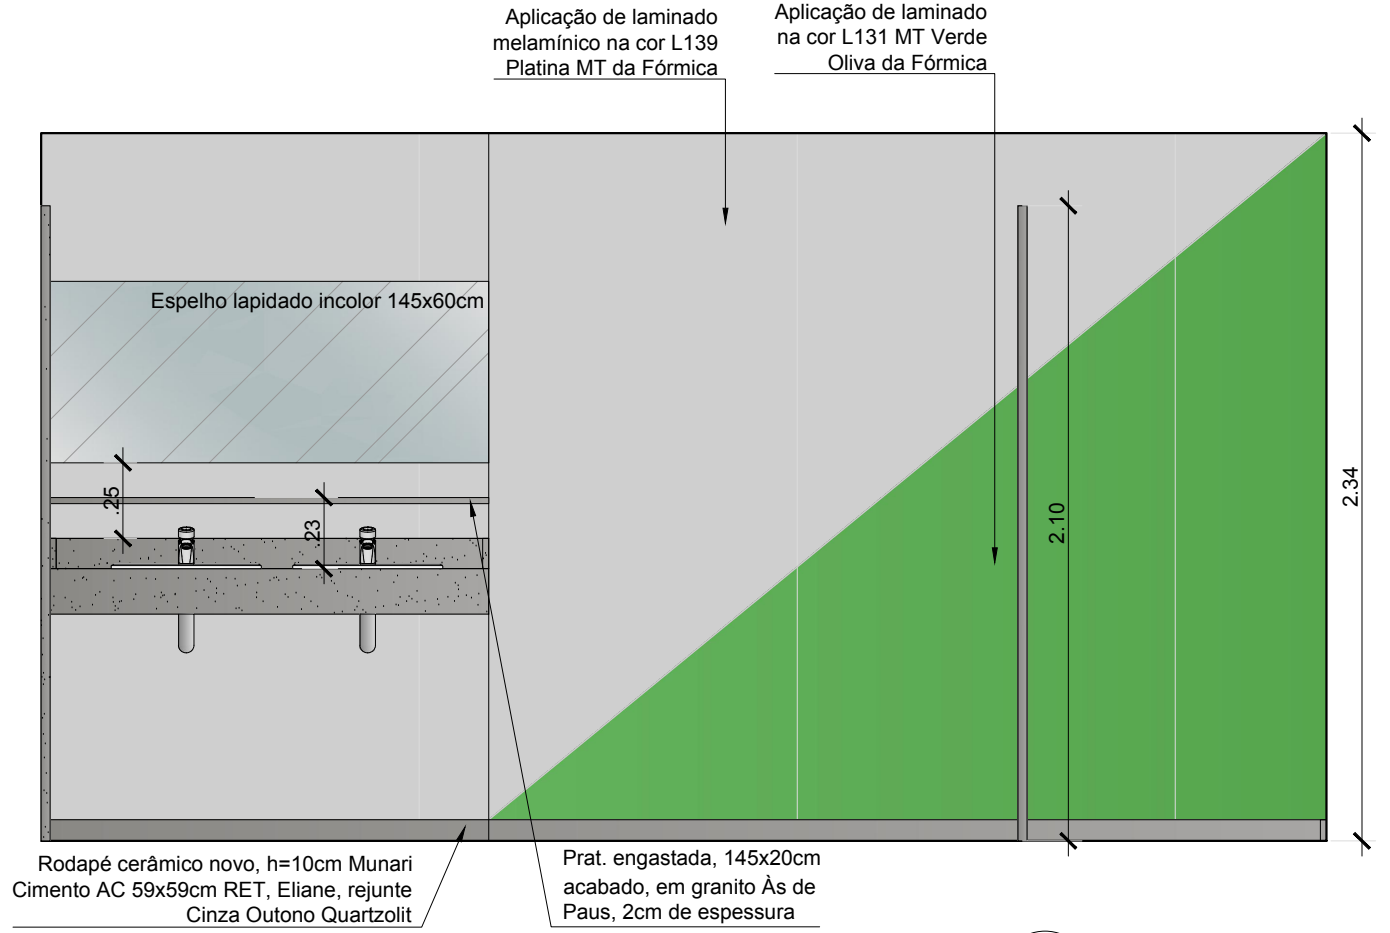 Aplicação de laminado
melamínico na cor L139
Platina MT da Fórmica
Aplicação de laminado
na cor L131 MT Verde
Oliva da Fórmica
Espelho lapidado incolor 145x60cm
.25
.23
2.10
2.34
Rodapé cerâmico novo, h=10cm Munari
Cimento AC 59x59cm RET, Eliane, rejunte
Cinza Outono Quartzolit
Prat. engastada, 145x20cm
acabado, em granito Às de
Paus, 2cm de espessura